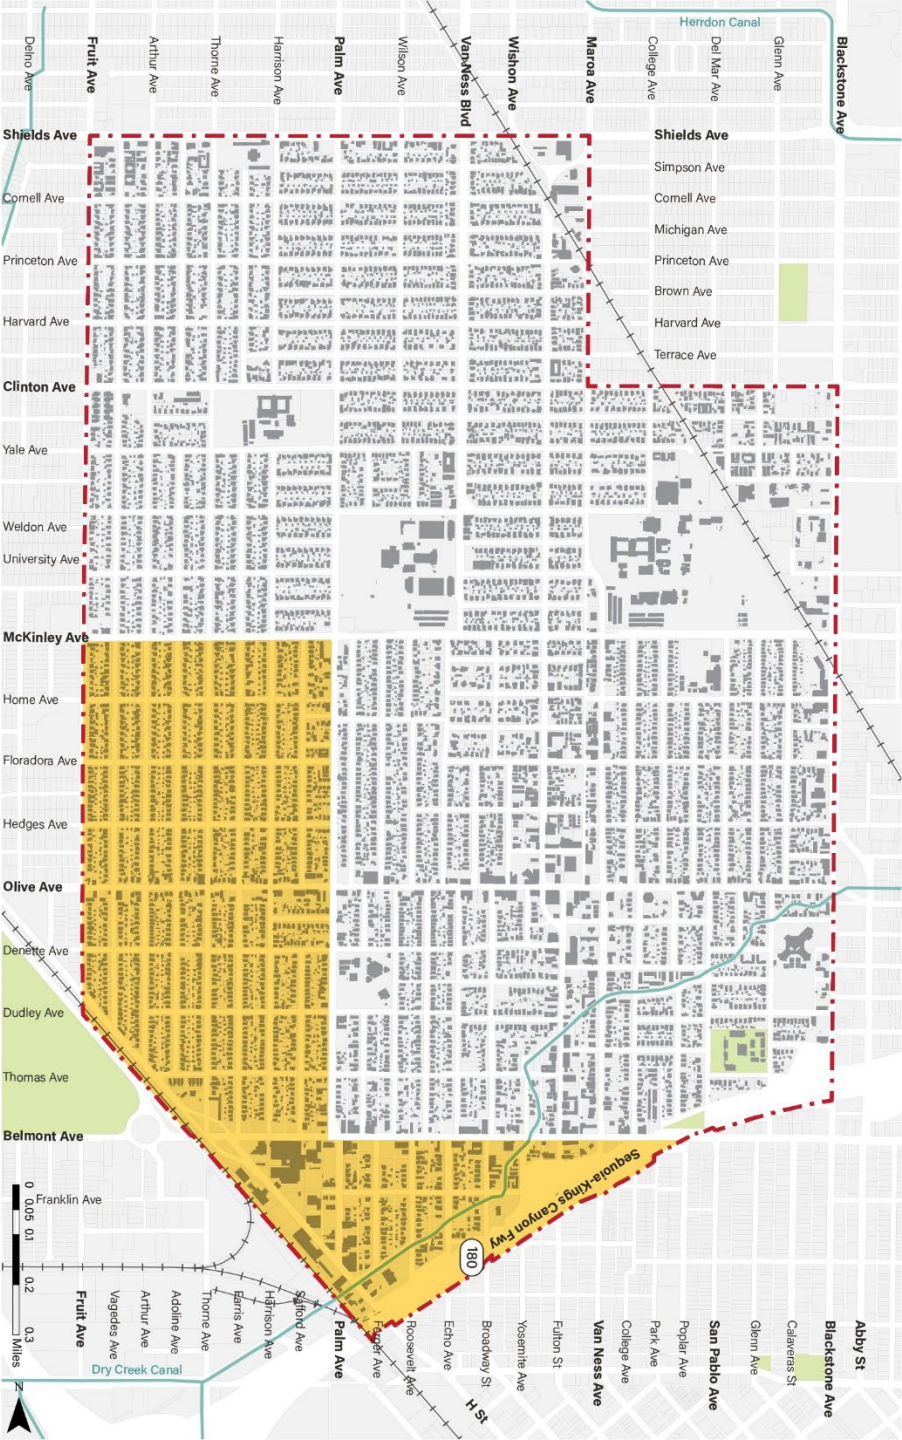 Herrdon Canal
Delno Ave
Fruit Ave
Arthur Ave
Thorne Ave
Harrison Ave
Palm Ave
Wilson Ave
Van Ness Blvd
Wishon Ave
Maroa Ave
College Ave
Del Mar Ave
Glenn Ave
Blackstone Ave
Shields Ave
Shields Ave
Simpson Ave
Cornell Ave
Cornell Ave
Michigan Ave
Princeton Ave
Princeton Ave
Brown Ave
Harvard Ave
Harvard Ave
Terrace Ave
Clinton Ave
Yale Ave
Weldon Ave
University Ave
McKinley Ave
Home Ave
Floradora Ave
Hedges Ave
Olive Ave
Denette Ave
Dudley Ave
Thomas Ave
Belmont Ave
Sequoia-Kings Canyon Fwy
180
Franklin Ave
0 0.05 0.1 0.2 0.3
Miles
Fruit Ave
Vagedes Ave
Arthur Ave
Adoline Ave
Thorne Ave
Farris Ave
Harrison Ave
Safford Ave
Palm Ave
Ferger Ave
Roosevelt Ave
Echo Ave
Broadway St
Yosemite Ave
Fulton St
Van Ness Ave
College Ave
Park Ave
Poplar Ave
San Pablo Ave
Glenn Ave
Calaveras St
Blackstone Ave
Abby St
Dry Creek Canal
H St
N